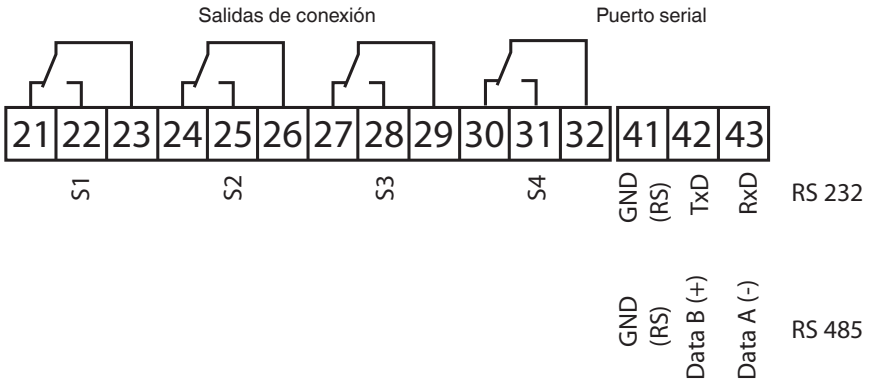 Salidas de conexión Puerto serial
21 22 23 24 25 26 27 28 29 30 31 32 41 42 43
S1 S2 S3 S4 GND (RS) TxD RxD RS 232
GND (RS) Data B (+) Data A (-) RS 485